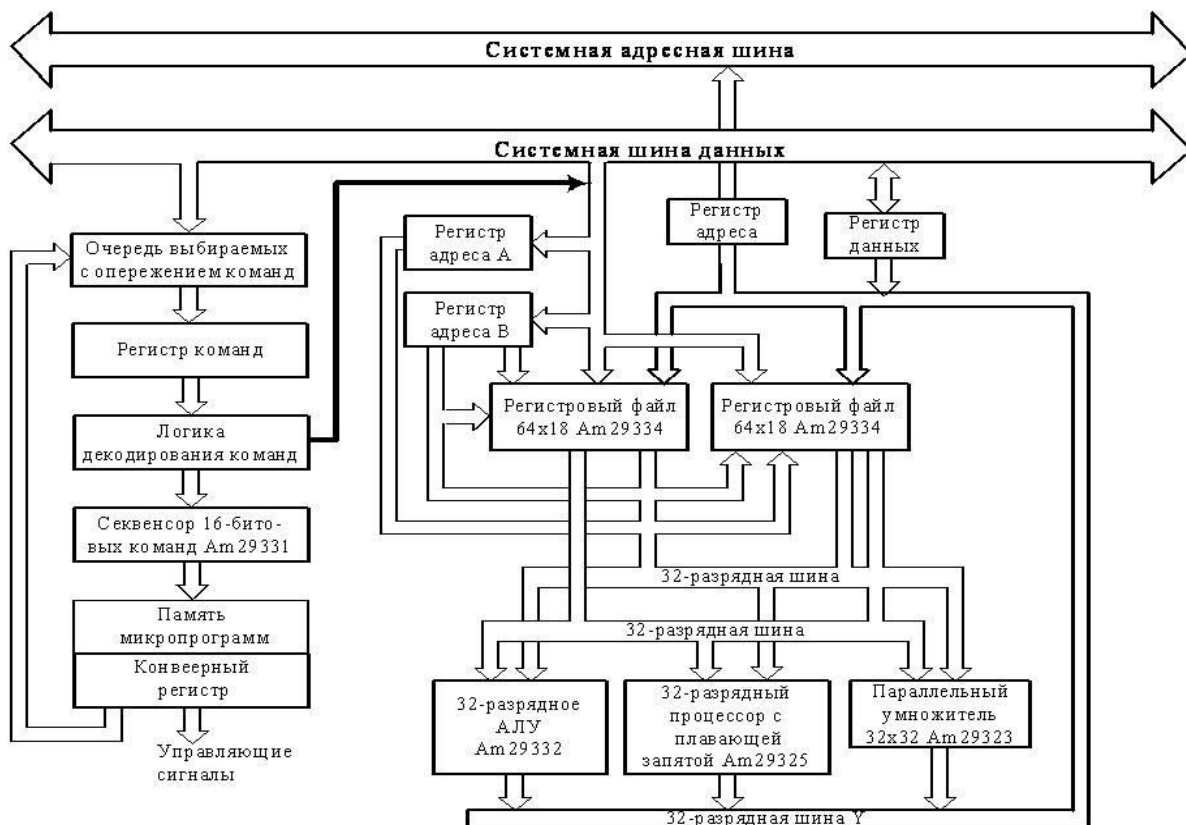 Системная адресная шина
Системная шина данных
Очередь выбираемых
с опережением команд
Регистр команд
Логика
декодирования команд
Секвенсор 16-бито-
вых команд Am29331
Память
микропрограмм
Конвеерный
регистр
Управляющие
сигналы
Регистр
адреса A
Регистр
адреса B
Регистр
адреса
Регистр
данных
Регистровый файл
64x18 Am29334
Регистровый файл
64x18 Am29334
32-разрядная шина
32-разрядная шина
32-разрядное
АЛУ
Am29332
32-разрядный
процессор с
плавающей
запятой Am29325
Параллельный
умножитель
32x32 Am29323
32-разрядная шина Y